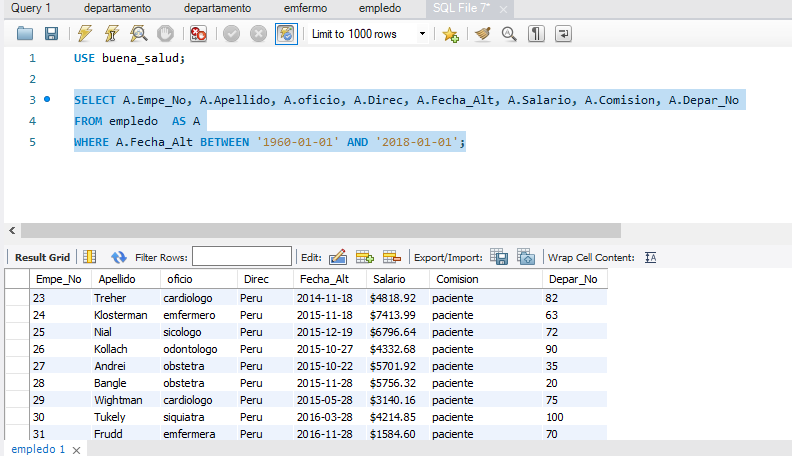 Query 1 departamento departamento emfermo empledo SQL File 7*
Limit to 1000 rows
1 USE buena_salud;
2
3 SELECT A.Empe_No, A.Apellido, A.oficio, A.Direc, A.Fecha_Alt, A.Salario, A.Comision, A.Depar_No
4 FROM empledo AS A
5 WHERE A.Fecha_Alt BETWEEN '1960-01-01' AND '2018-01-01';
Result Grid Filter Rows: Edit: Export/Import: Wrap Cell Content:
Empe_No Apellido oficio Direc Fecha_Alt Salario Comision Depar_No
23 Treher cardiologo Peru 2014-11-18 $4818.92 paciente 82
24 Klosterman emfermero Peru 2015-11-18 $7413.99 paciente 63
25 Nial sicologo Peru 2015-12-19 $6796.64 paciente 72
26 Kollach odontologo Peru 2015-10-27 $4332.68 paciente 90
27 Andrei obstetra Peru 2015-10-22 $5701.92 paciente 35
28 Bangle obstetra Peru 2015-11-28 $5756.32 paciente 20
29 Wightman cardiologo Peru 2015-05-28 $3140.16 paciente 75
30 Tukely siquiatra Peru 2016-03-28 $4214.85 paciente 100
31 Frudd emfermera Peru 2016-11-28 $1584.60 paciente 70
empledo 1